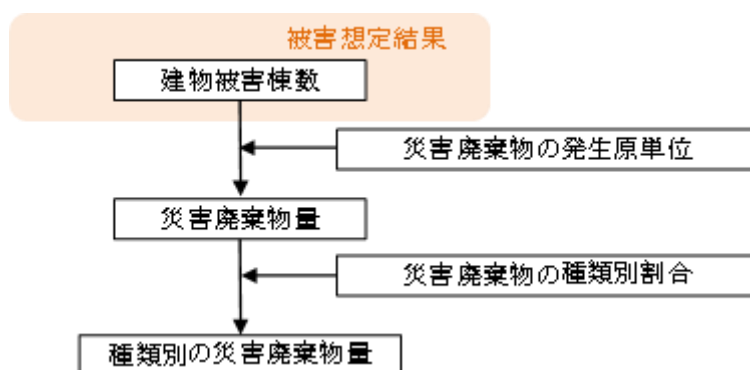 被害想定結果
建物被害棟数
災害廃棄物の発生原単位
災害廃棄物量
災害廃棄物の種類別割合
種類別の災害廃棄物量